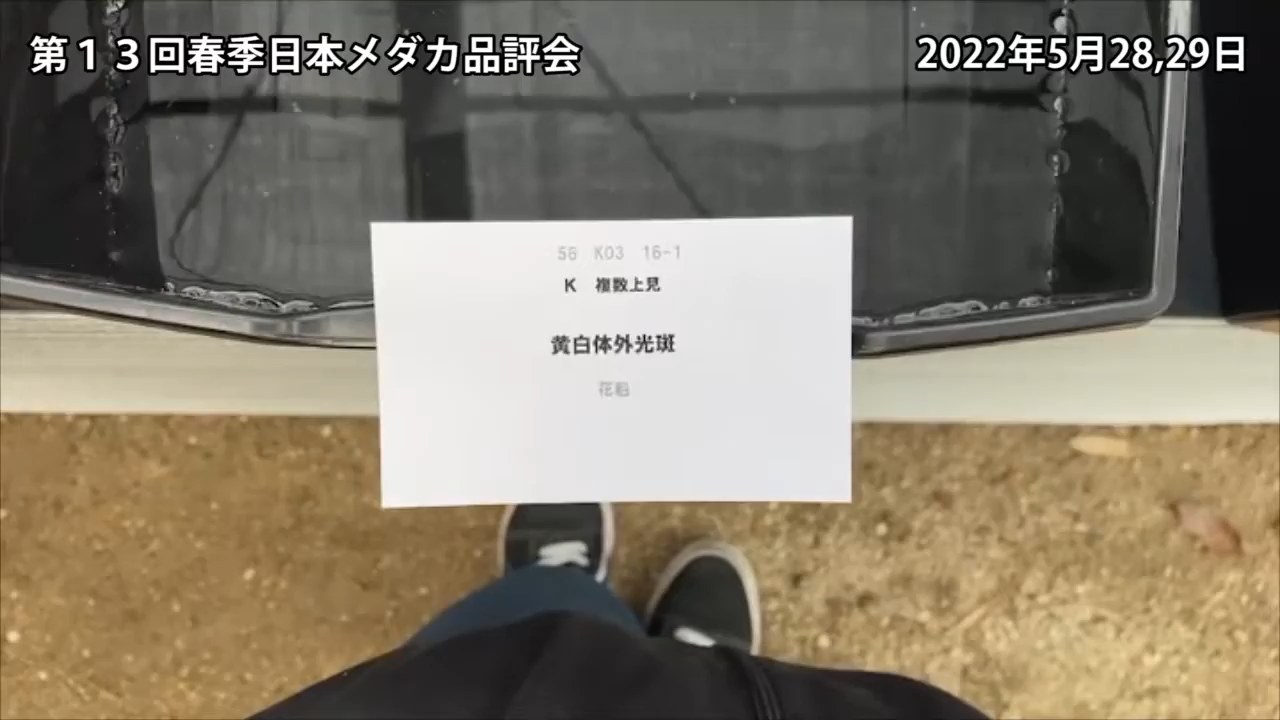 第１３回春季日本メダカ品評会
2022年5月28,29日
56 K03 16-1
K 複数上見
黄白体外光斑